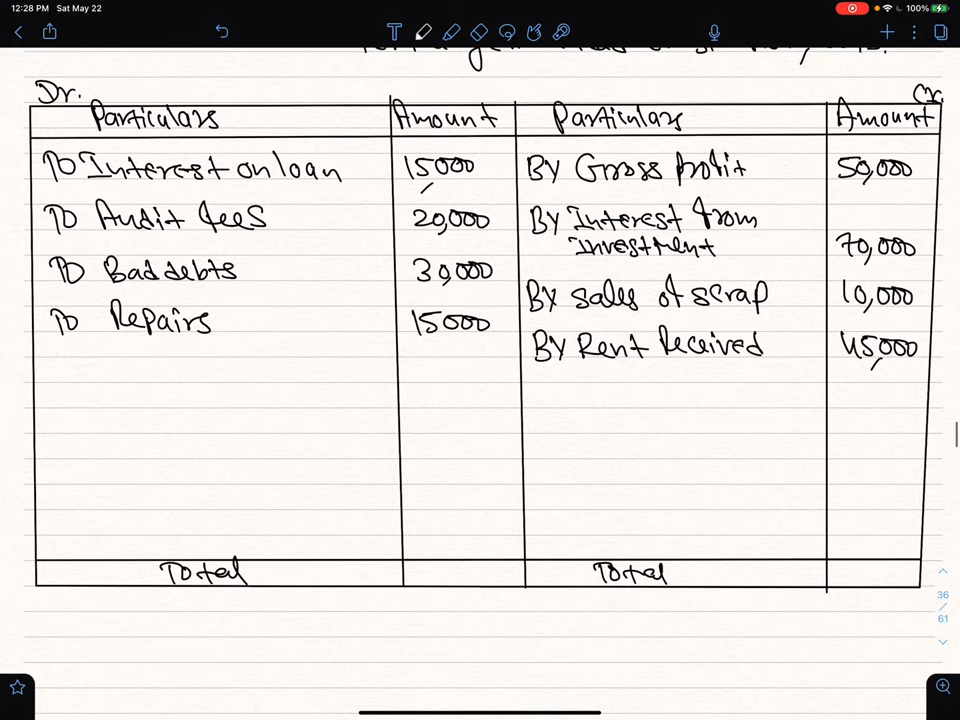 12:28 PM Sat May 22
100%
Dr. Cr.
Particulars Amount Particulars Amount
To Interest on loan 15,000 By Gross profit 50,000
To Audit fees 20,000 By Interest from
Investment 70,000
To Bad debts 30,000
By sales of scrap 10,000
To Repairs 15000
By Rent Received 45,000
Total Total
36
/
61